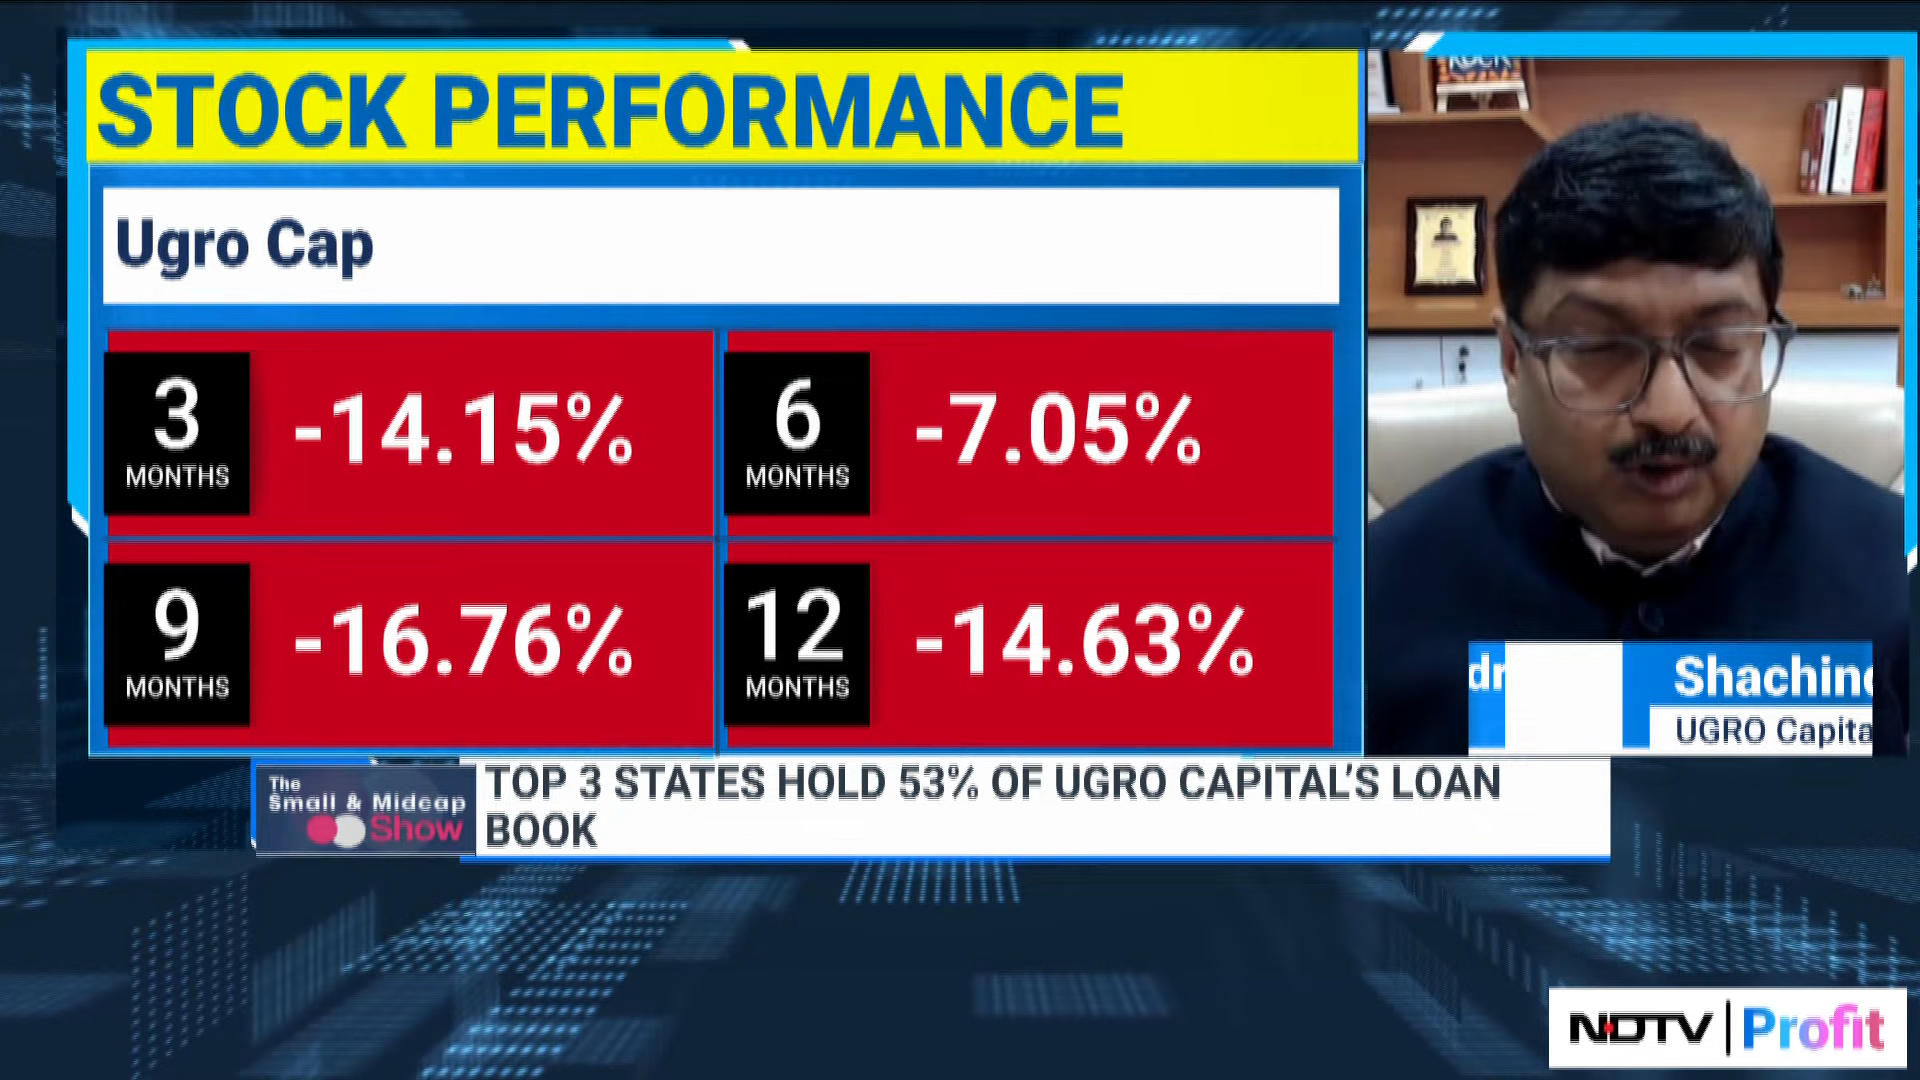 STOCK PERFORMANCE
Ugro Cap
3
MONTHS
-14.15%
6
MONTHS
-7.05%
9
MONTHS
-16.76%
12
MONTHS
-14.63%
dr
Shachind
UGRO Capita
The
Small & Midcap
Show
TOP 3 STATES HOLD 53% OF UGRO CAPITAL'S LOAN
BOOK
NDTV Profit